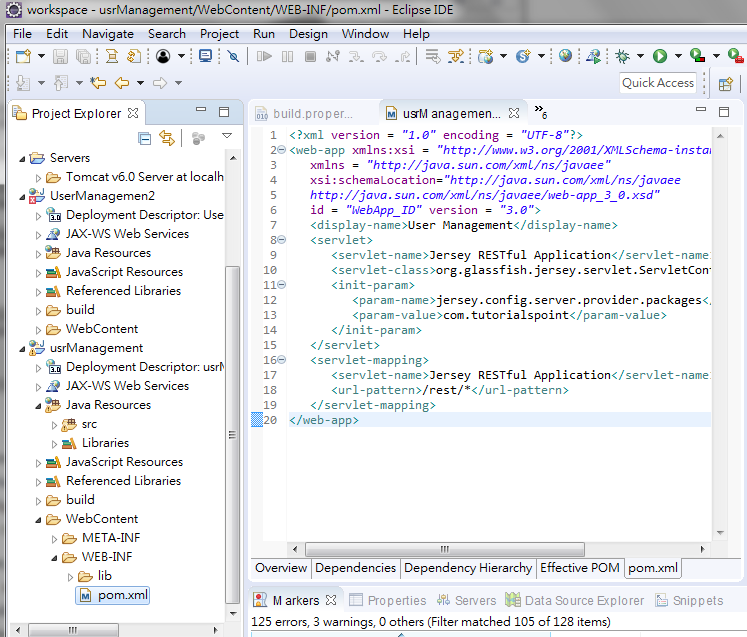 workspace - usrManagement/WebContent/WEB-INF/pom.xml - Eclipse IDE
File Edit Navigate Search Project Run Design Window Help
Quick Access
Project Explorer
Servers
Tomcat v6.0 Server at localh
UserManagemen2
Deployment Descriptor: Use
JAX-WS Web Services
Java Resources
JavaScript Resources
Referenced Libraries
build
WebContent
usrManagement
Deployment Descriptor: usrM
JAX-WS Web Services
Java Resources
src
Libraries
JavaScript Resources
Referenced Libraries
build
WebContent
META-INF
WEB-INF
lib
pom.xml
build.proper...
usrManagemen...
»6
1 <?xml version = "1.0" encoding = "UTF-8"?>
2 <web-app xmlns:xsi = "http://www.w3.org/2001/XMLSchema-instan
3 xmlns = "http://java.sun.com/xml/ns/javaee"
4 xsi:schemaLocation="http://java.sun.com/xml/ns/javaee
5 http://java.sun.com/xml/ns/javaee/web-app_3_0.xsd"
6 id = "WebApp_ID" version = "3.0">
7 <display-name>User Management</display-name>
8 <servlet>
9 <servlet-name>Jersey RESTful Application</servlet-name>
10 <servlet-class>org.glassfish.jersey.servlet.ServletCont
11 <init-param>
12 <param-name>jersey.config.server.provider.packages</
13 <param-value>com.tutorialspoint</param-value>
14 </init-param>
15 </servlet>
16 <servlet-mapping>
17 <servlet-name>Jersey RESTful Application</servlet-name>
18 <url-pattern>/rest/*</url-pattern>
19 </servlet-mapping>
20 </web-app>
Overview Dependencies Dependency Hierarchy Effective POM pom.xml
Markers Properties Servers Data Source Explorer Snippets
125 errors, 3 warnings, 0 others (Filter matched 105 of 128 items)